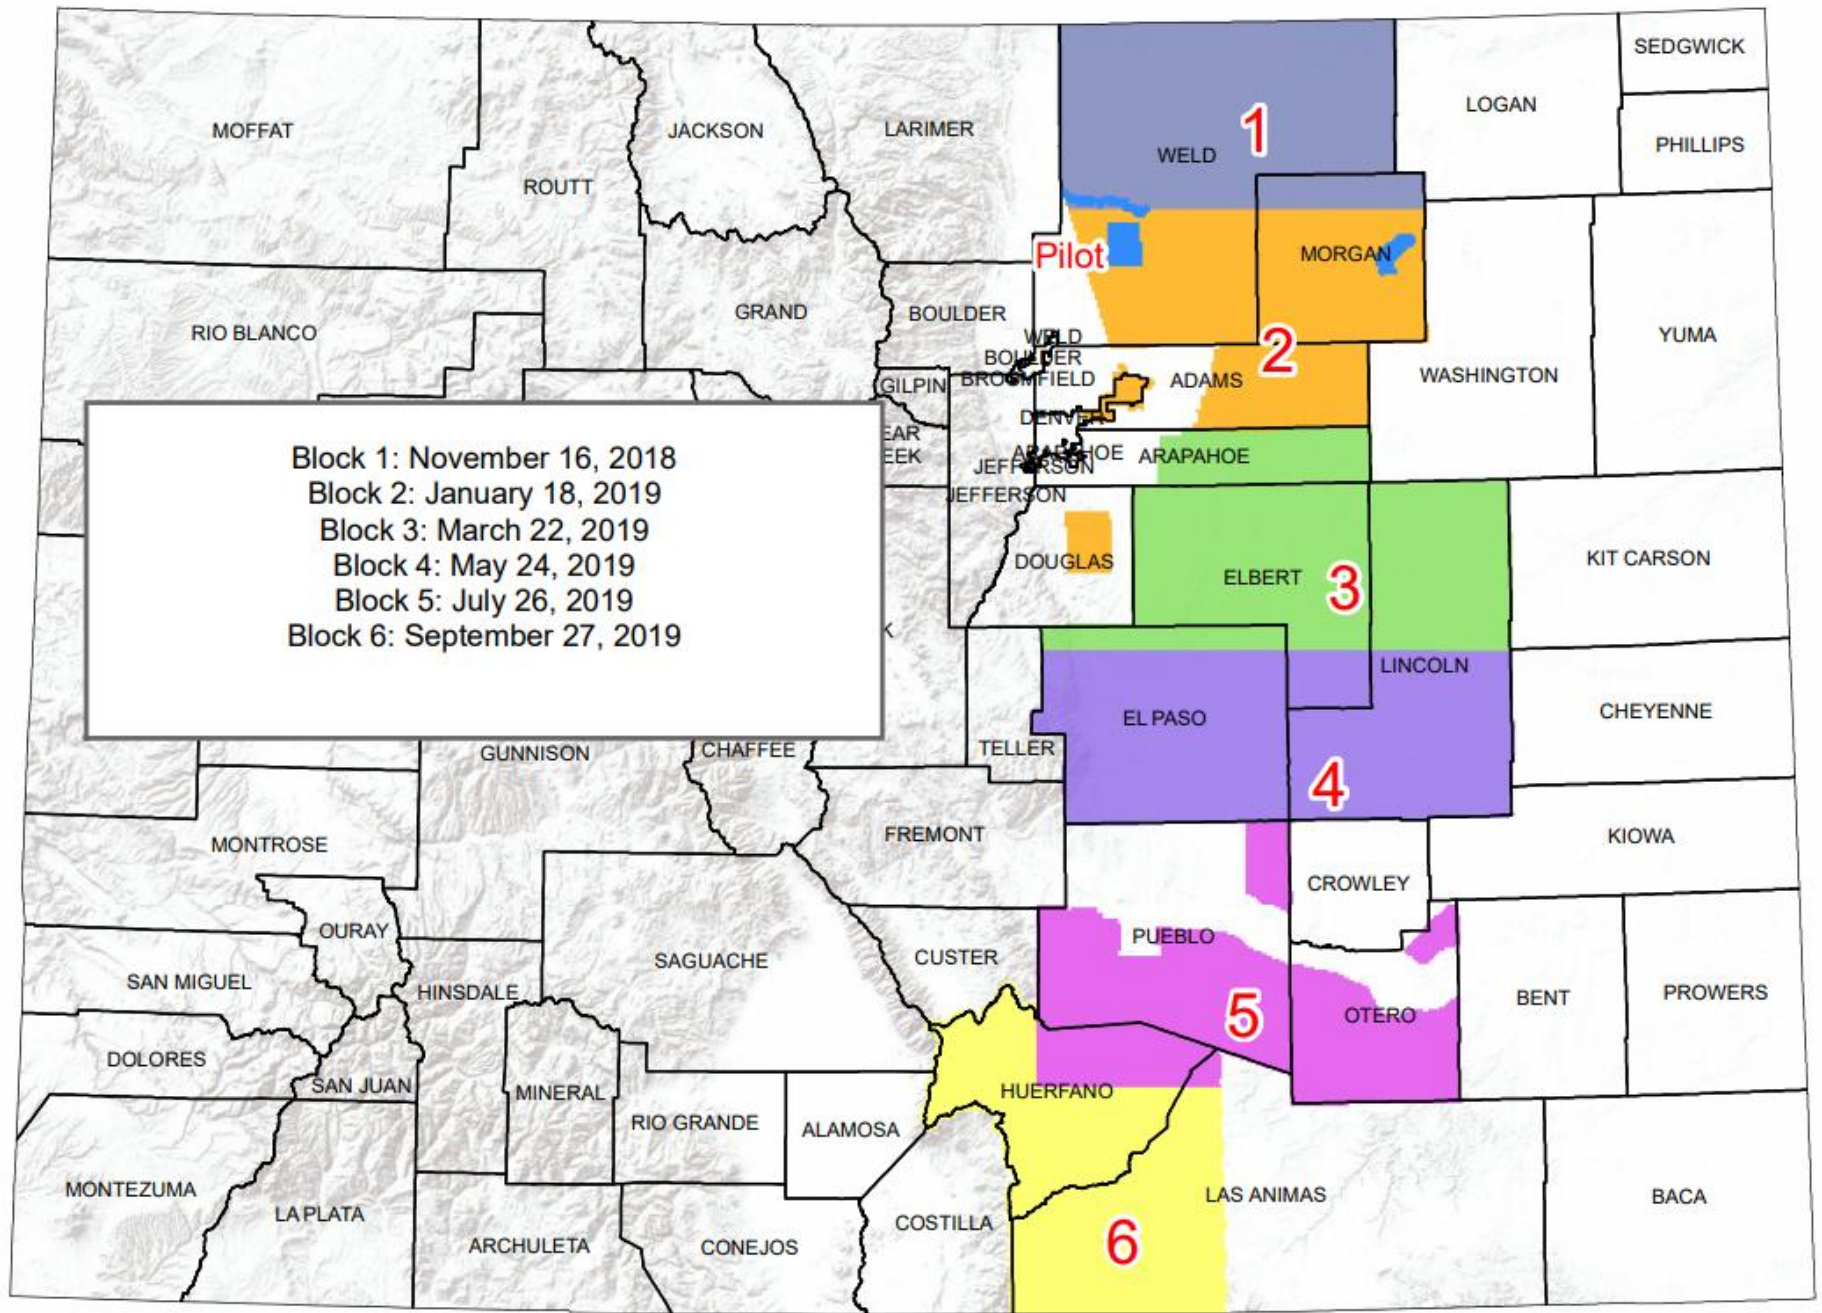 SEDGWICK
LOGAN
MOFFAT
JACKSON
LARIMER
1
PHILLIPS
WELD
ROUTT
Pilot
MORGAN
GRAND
BOULDER
RIO BLANCO
WELD
YUMA
2
BOULDER
GILPIN
BROOMFIELD
ADAMS
WASHINGTON
DENVER
EAR
EEK
ARAPAHOE
ARAPAHOE
JEFFERSON
JEFFERSON
Block 1: November 16, 2018
Block 2: January 18, 2019
Block 3: March 22, 2019
Block 4: May 24, 2019
Block 5: July 26, 2019
Block 6: September 27, 2019
K
DOUGLAS
ELBERT
3
KIT CARSON
LINCOLN
EL PASO
CHEYENNE
GUNNISON
CHAFFEE
TELLER
4
MONTROSE
FREMONT
KIOWA
CROWLEY
OURAY
PUEBLO
SAGUACHE
CUSTER
SAN MIGUEL
HINSDALE
BENT
PROWERS
5
OTERO
DOLORES
SAN JUAN
MINERAL
HUERFANO
RIO GRANDE
ALAMOSA
MONTEZUMA
LAS ANIMAS
BACA
LA PLATA
COSTILLA
ARCHULETA
CONEJOS
6